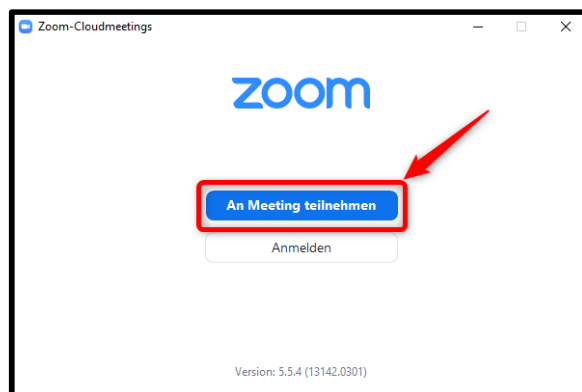 Zoom-Cloudmeetings
zoom
An Meeting teilnehmen
Anmelden
Version: 5.5.4 (13142.0301)